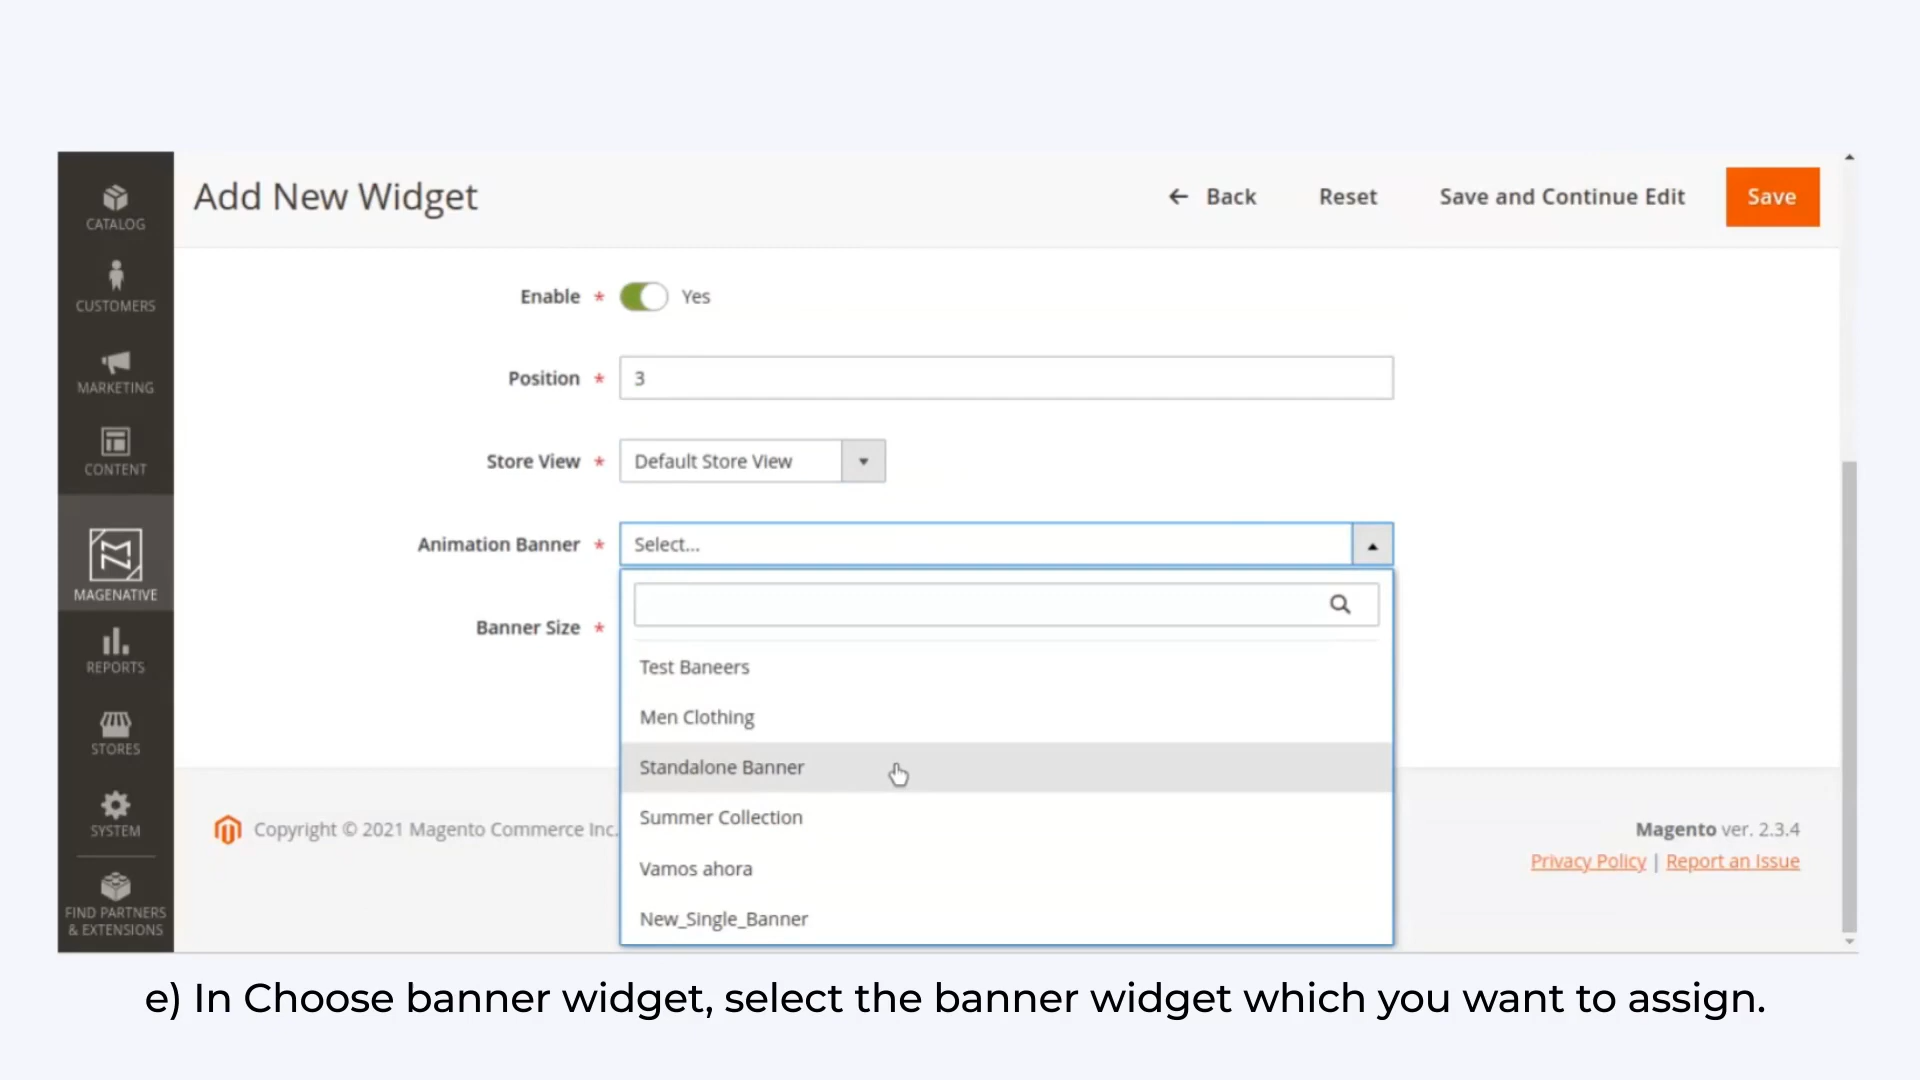 CATALOG
CUSTOMERS
MARKETING
CONTENT
MAGENATIVE
REPORTS
STORES
SYSTEM
FIND PARTNERS
& EXTENSIONS
Add New Widget
Back
Reset
Save and Continue Edit
Save
Enable * Yes
Position * 3
Store View * Default Store View
Animation Banner * Select...
Banner Size *
Test Baneers
Men Clothing
Standalone Banner
Summer Collection
Vamos ahora
New_Single_Banner
Copyright © 2021 Magento Commerce Inc.
Magento ver. 2.3.4
Privacy Policy | Report an Issue
e) In Choose banner widget, select the banner widget which you want to assign.